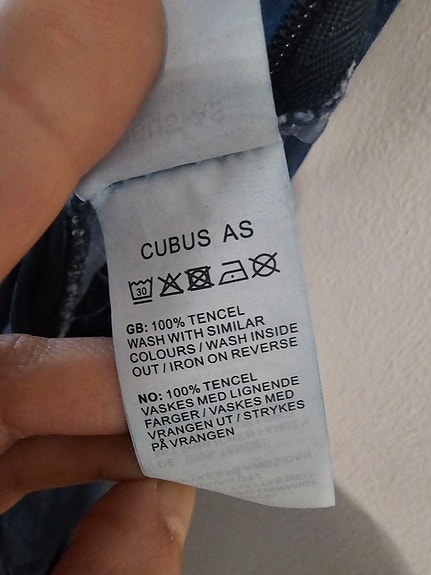 CUBUS AS
30
GB: 100% TENCEL
WASH WITH SIMILAR
COLOURS / WASH INSIDE
OUT / IRON ON REVERSE
NO: 100% TENCEL
VASKES MED LIGNENDE
FARGER / VASKES MED
VRANGEN UT / STRYKES
PÅ VRANGEN